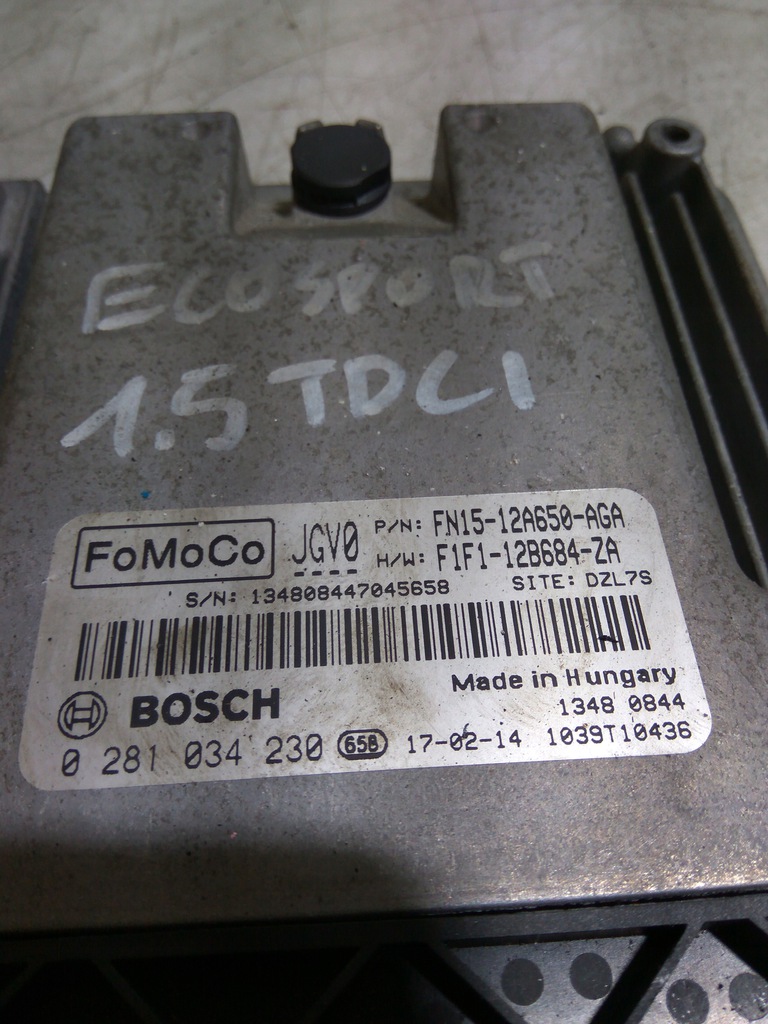 ECOSPORT
1.5 TDCI
FoMoCo JGV0 P/N: FN15-12A650-AGA
H/W: F1F1-12B684-ZA
S/N: 134808447045658 SITE: DZL7S
Made in Hungary
BOSCH 1348 0844
0 281 034 230 65B 17-02-14 1039T10436